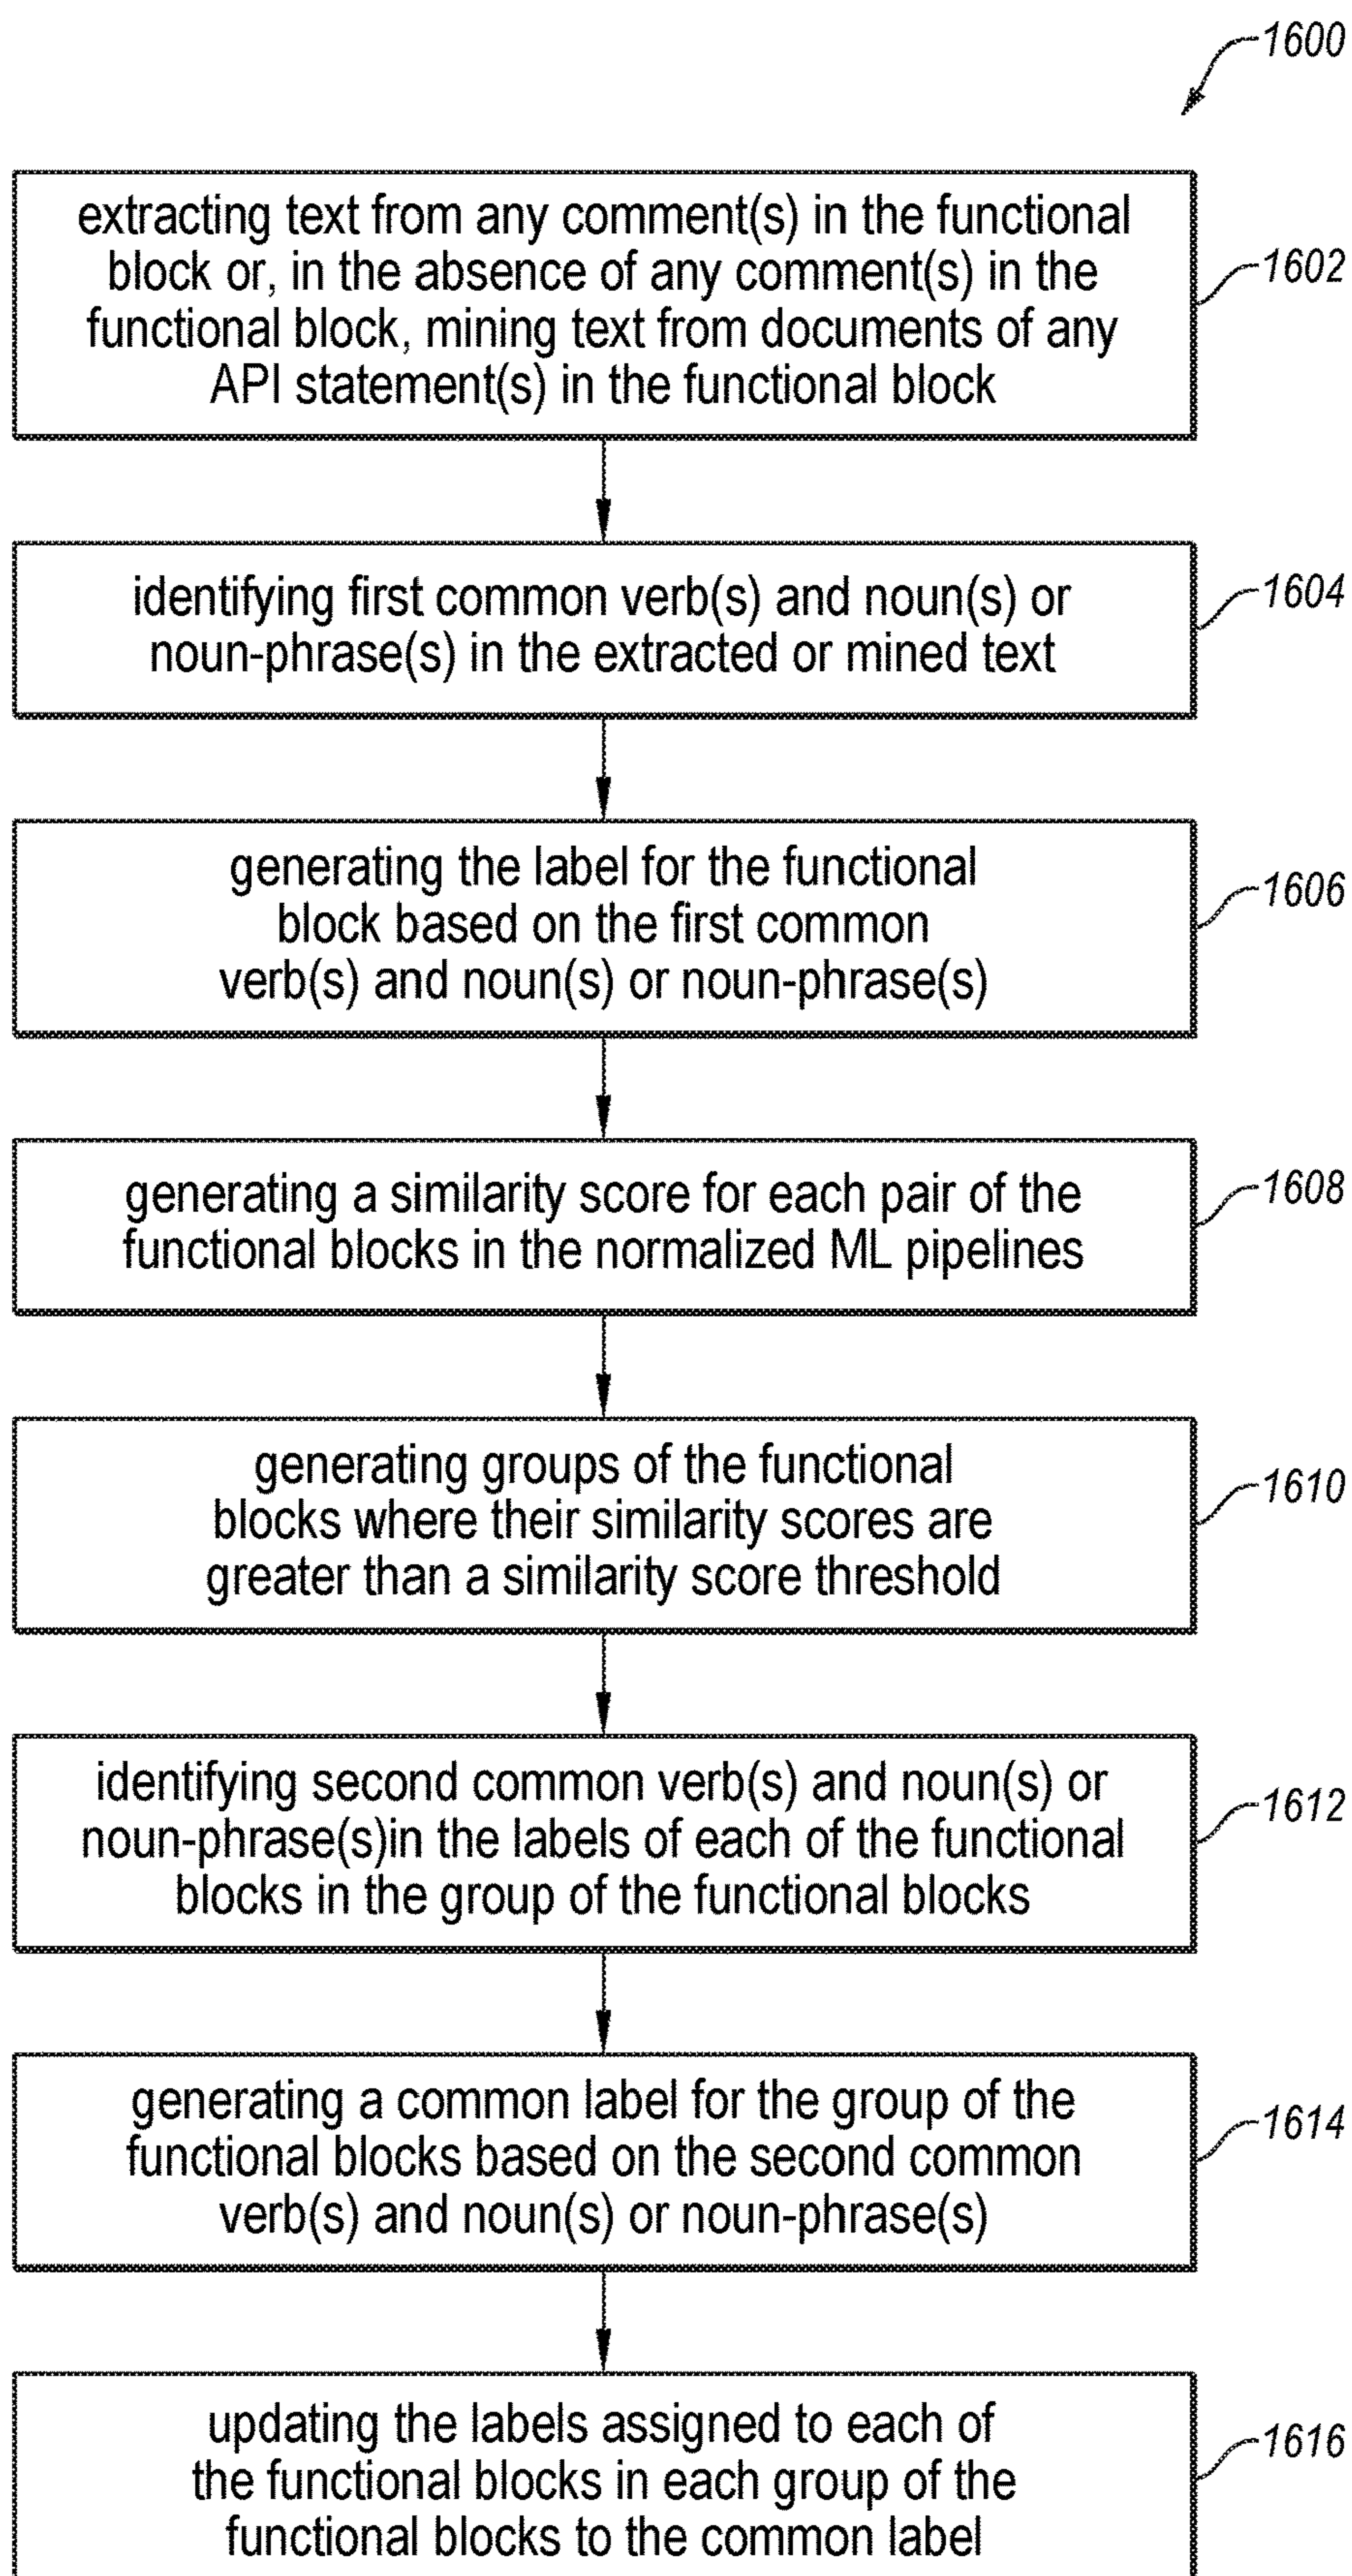 1600
extracting text from any comment(s) in the functional
block or, in the absence of any comment(s) in the
functional block, mining text from documents of any
API statement(s) in the functional block
1602
identifying first common verb(s) and noun(s) or
noun-phrase(s) in the extracted or mined text
1604
generating the label for the functional
block based on the first common
verb(s) and noun(s) or noun-phrase(s)
1606
generating a similarity score for each pair of the
functional blocks in the normalized ML pipelines
1608
generating groups of the functional
blocks where their similarity scores are
greater than a similarity score threshold
1610
identifying second common verb(s) and noun(s) or
noun-phrase(s)in the labels of each of the functional
blocks in the group of the functional blocks
1612
generating a common label for the group of the
functional blocks based on the second common
verb(s) and noun(s) or noun-phrase(s)
1614
updating the labels assigned to each of
the functional blocks in each group of the
functional blocks to the common label
1616